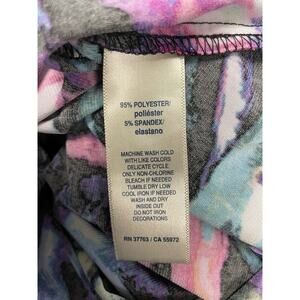 95% POLYESTER/
poliéster
5% SPANDEX/
elastano
MACHINE WASH COLD
WITH LIKE COLORS
DELICATE CYCLE
ONLY NON-CHLORINE
BLEACH IF NEEDED
TUMBLE DRY LOW
COOL IRON IF NEEDED
WASH AND DRY
INSIDE OUT
DO NOT IRON
DECORATIONS
RN 37763 / CA 55972